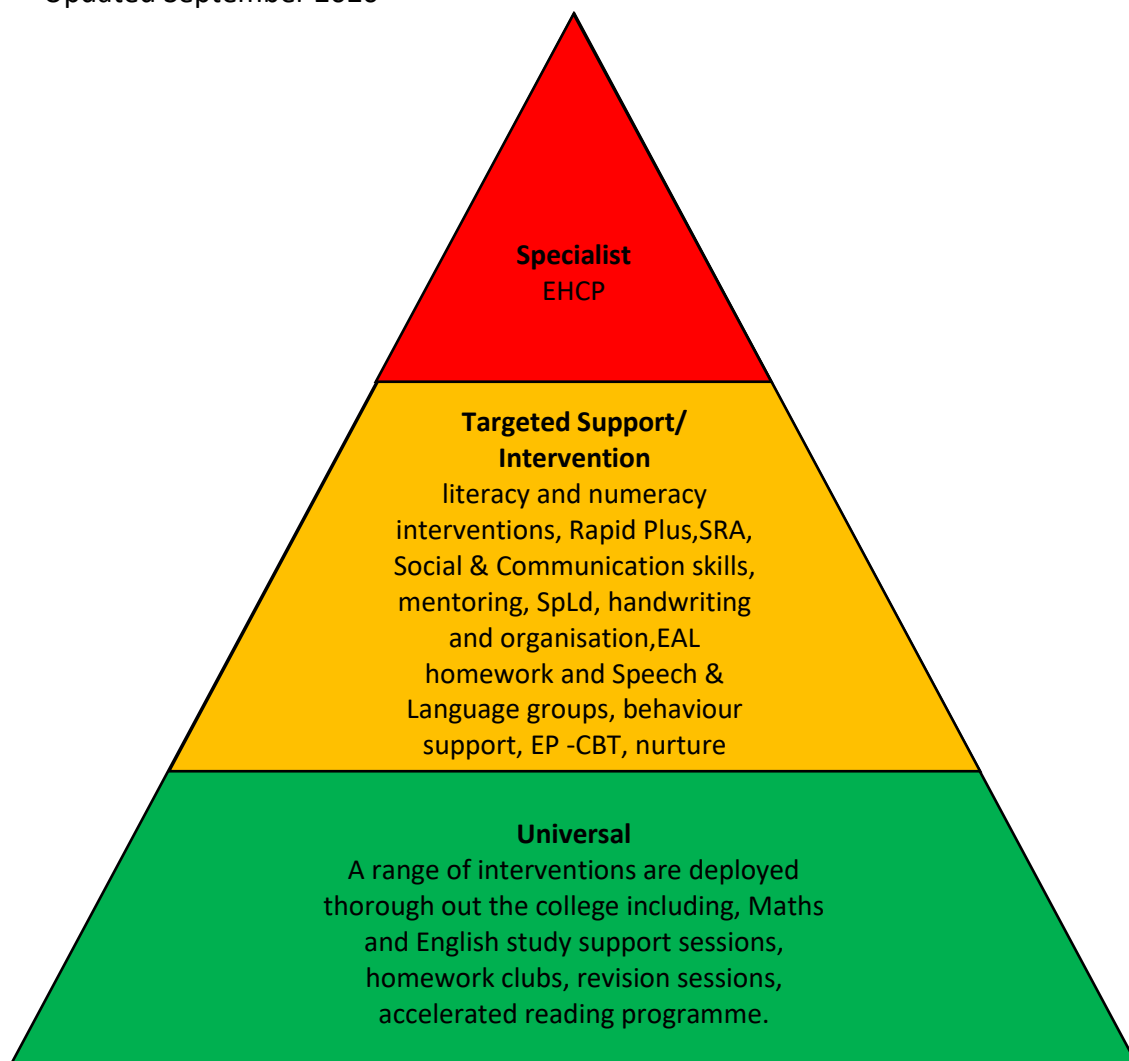 Updated September
Specialist
EHCP
Targeted Support/
Intervention
literacy and numeracy
interventions, Rapid Plus,SRA,
Social & Communication skills,
mentoring, SpLd, handwriting
and organisation,EAL
homework and Speech &
Language groups, behaviour
support, EP -CBT, nurture
Universal
A range of interventions are deployed
thorough out the college including, Maths
and English study support sessions,
homework clubs, revision sessions,
accelerated reading programme.